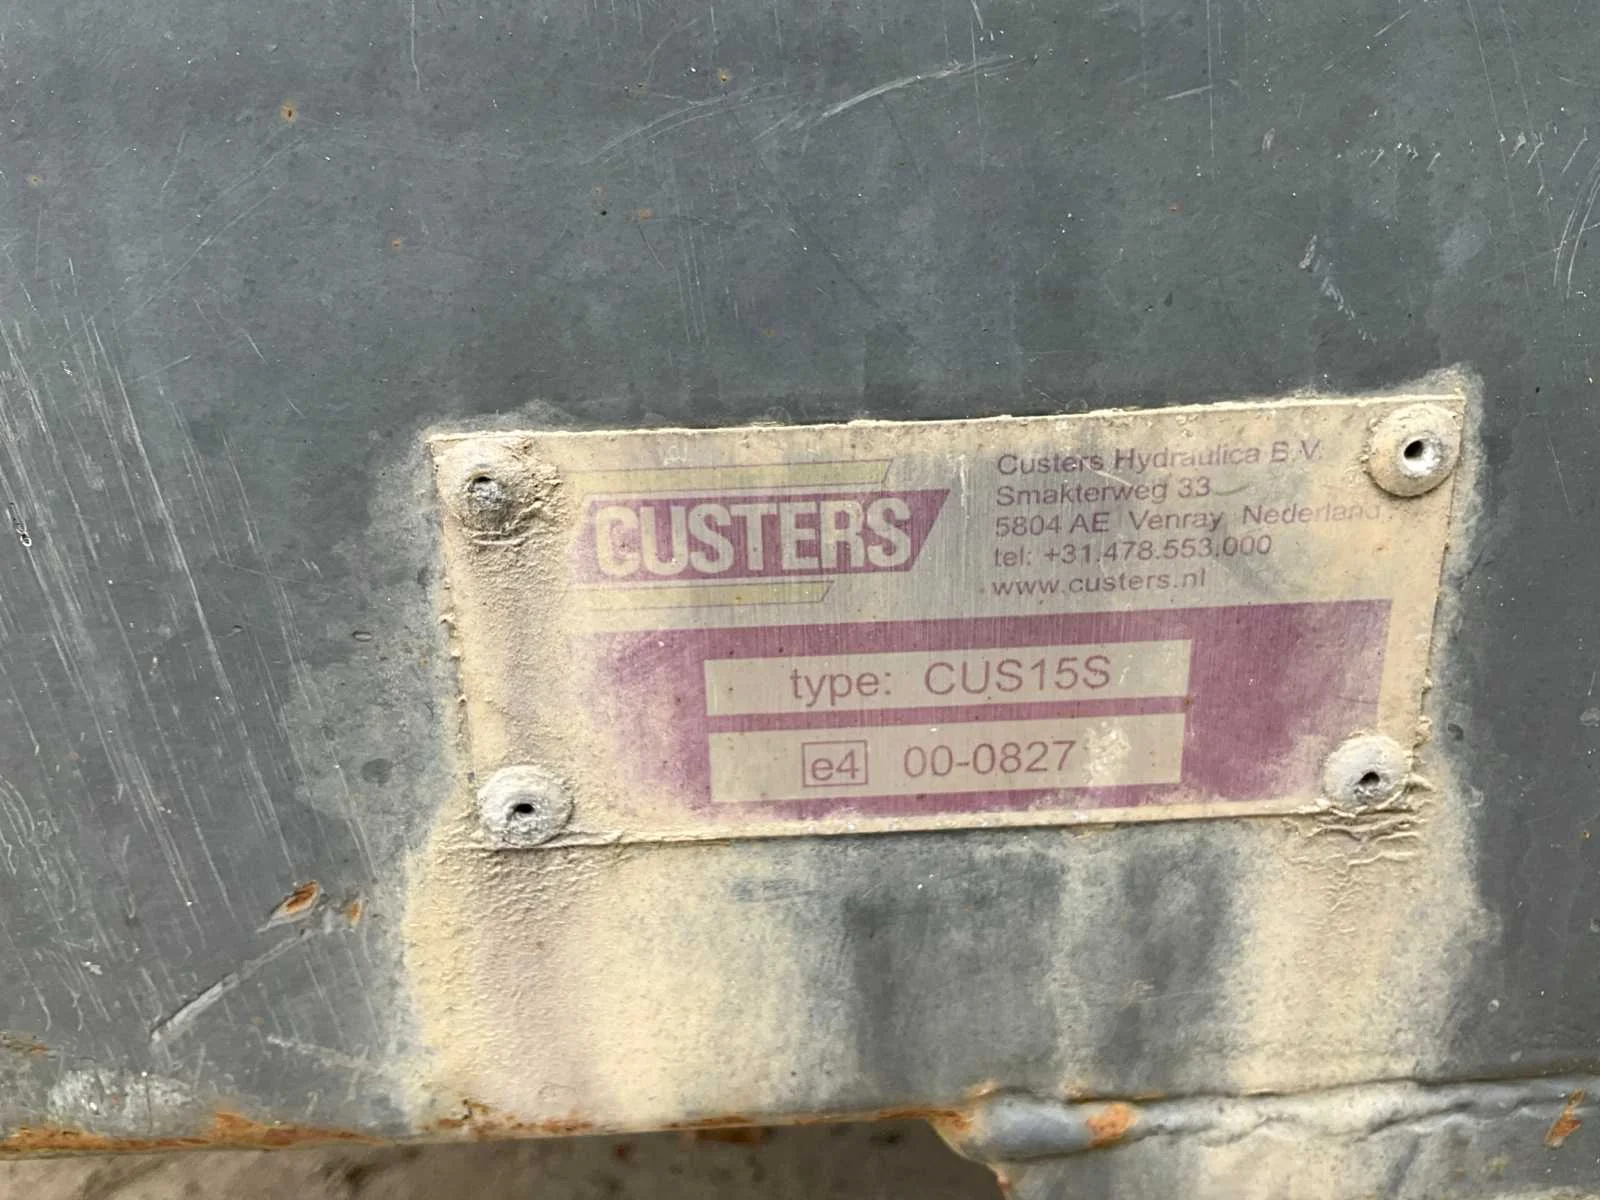 CUSTERS
Custers Hydraulica B.V.
Smakterweg 33
5804 AE Venray Nederland
tel: +31.478.553.000
www.custers.nl
type: CUS15S
e4 00-0827